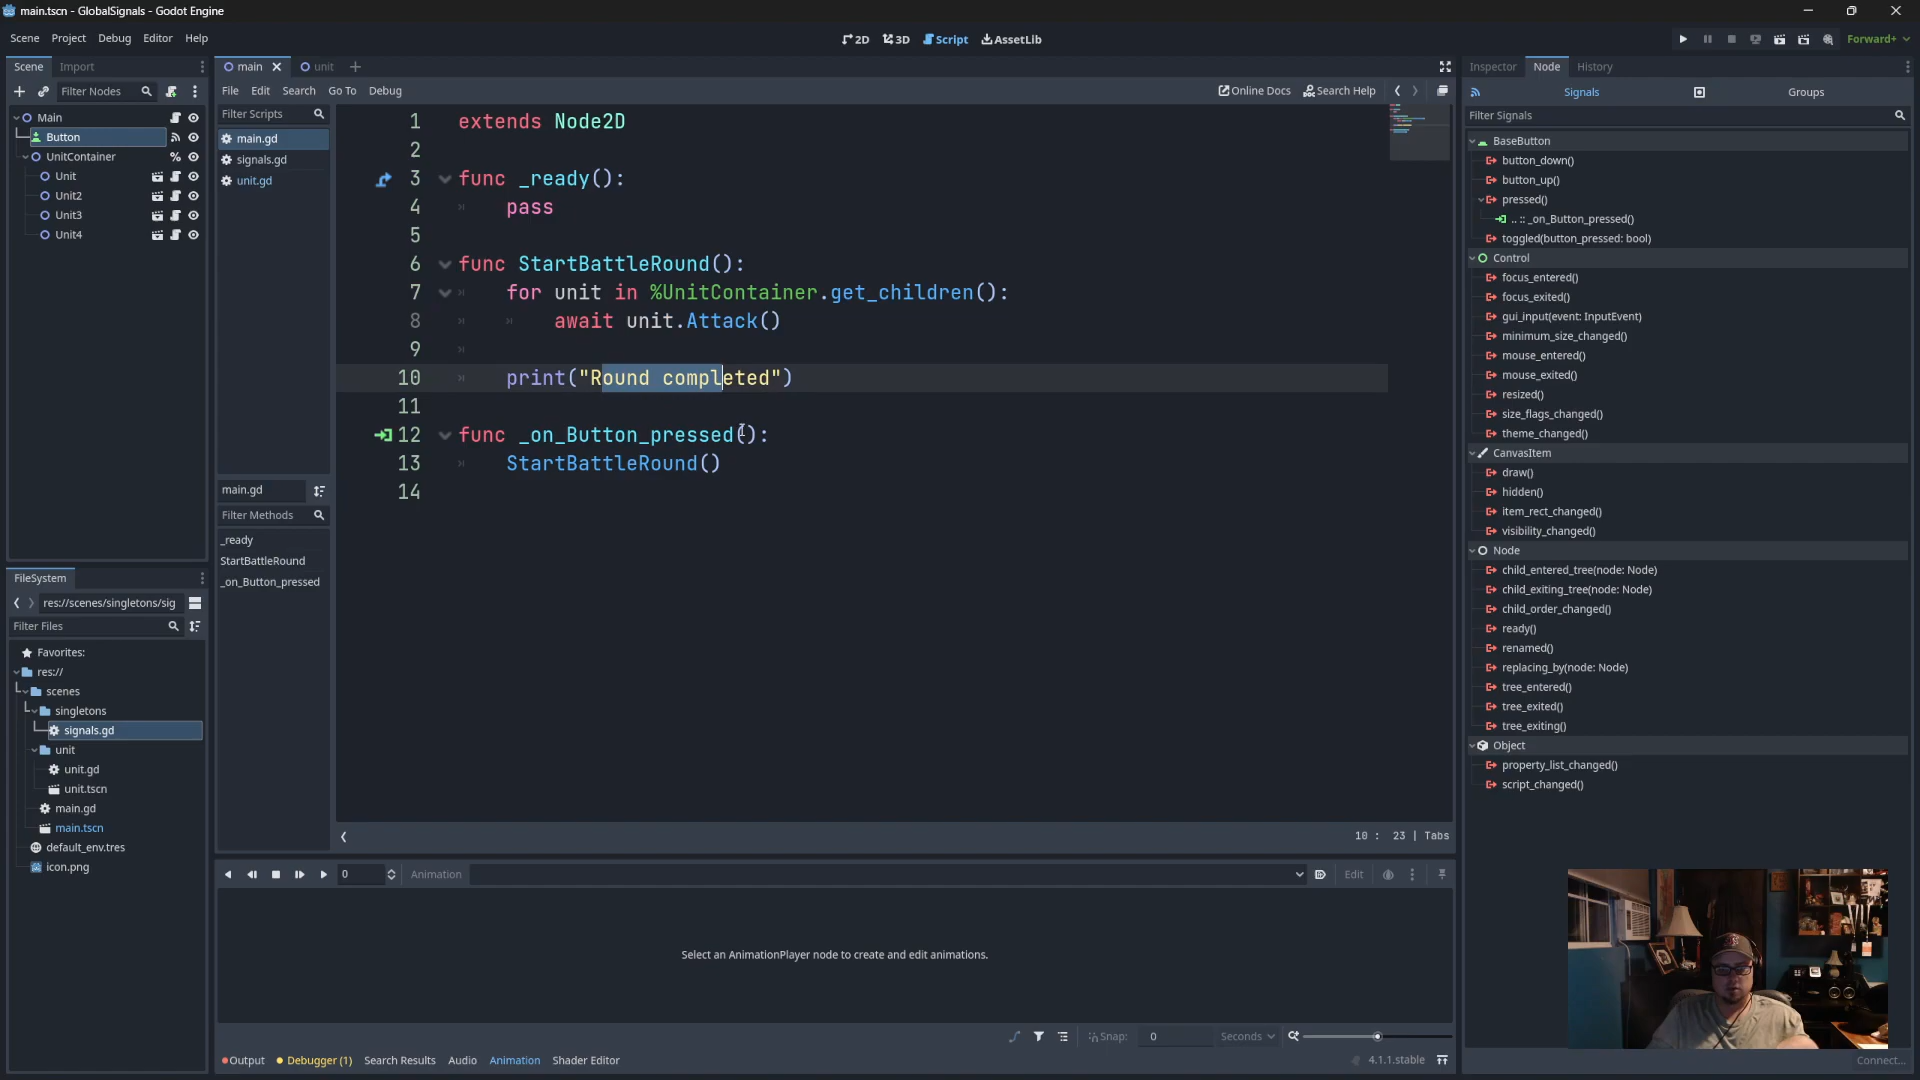 main.tscn - GlobalSignals - Godot Engine
Scene Project Debug Editor Help
2D 3D Script AssetLib
Forward+
Scene Import
Filter Nodes
Main
Button
UnitContainer
Unit
Unit2
Unit3
Unit4
FileSystem
res://scenes/singletons/sig
Filter Files
Favorites:
res://
scenes
singletons
signals.gd
unit
unit.gd
unit.tscn
main.gd
main.tscn
default_env.tres
icon.png
main unit
File Edit Search Go To Debug
Online Docs Search Help
Filter Scripts
main.gd
signals.gd
unit.gd
main.gd
Filter Methods
_ready
StartBattleRound
_on_Button_pressed
1 extends Node2D
2
3 func _ready():
4 pass
5
6 func StartBattleRound():
7 for unit in %UnitContainer.get_children():
8 await unit.Attack()
9
10 print("Round completed")
11
12 func _on_Button_pressed():
13 StartBattleRound()
14
10 : 23 | Tabs
0 Animation Edit
Select an AnimationPlayer node to create and edit animations.
Snap: 0 Seconds
Output Debugger (1) Search Results Audio Animation Shader Editor
4.1.1.stable
Inspector Node History
Signals Groups
Filter Signals
BaseButton
button_down()
button_up()
pressed()
.. :: _on_Button_pressed()
toggled(button_pressed: bool)
Control
focus_entered()
focus_exited()
gui_input(event: InputEvent)
minimum_size_changed()
mouse_entered()
mouse_exited()
resized()
size_flags_changed()
theme_changed()
CanvasItem
draw()
hidden()
item_rect_changed()
visibility_changed()
Node
child_entered_tree(node: Node)
child_exiting_tree(node: Node)
child_order_changed()
ready()
renamed()
replacing_by(node: Node)
tree_entered()
tree_exited()
tree_exiting()
Object
property_list_changed()
script_changed()
Connect...